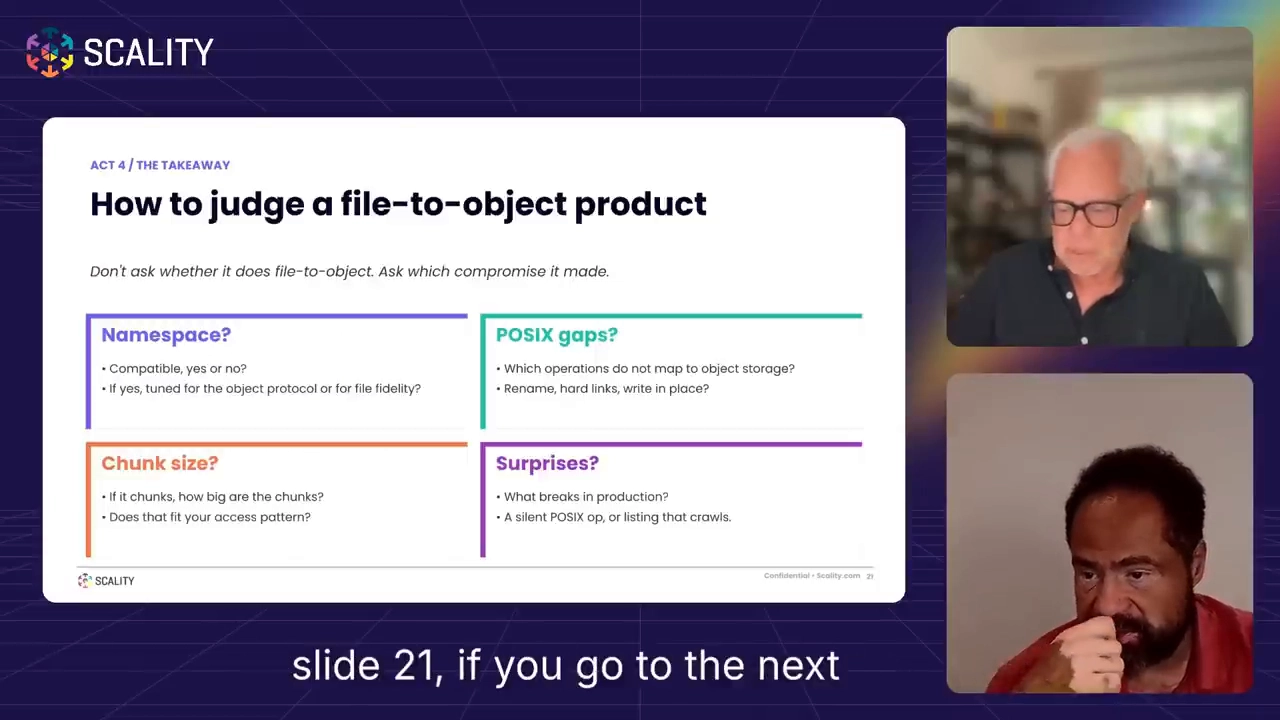 SCALITY
ACT 4 / THE TAKEAWAY
How to judge a file-to-object product
Don't ask whether it does file-to-object. Ask which compromise it made.
Namespace?
• Compatible, yes or no?
• If yes, tuned for the object protocol or for file fidelity?
POSIX gaps?
• Which operations do not map to object storage?
• Rename, hard links, write in place?
Chunk size?
• If it chunks, how big are the chunks?
• Does that fit your access pattern?
Surprises?
• What breaks in production?
• A silent POSIX op, or listing that crawls.
SCALITY
Confidential • Scality.com 21
slide 21, if you go to the next